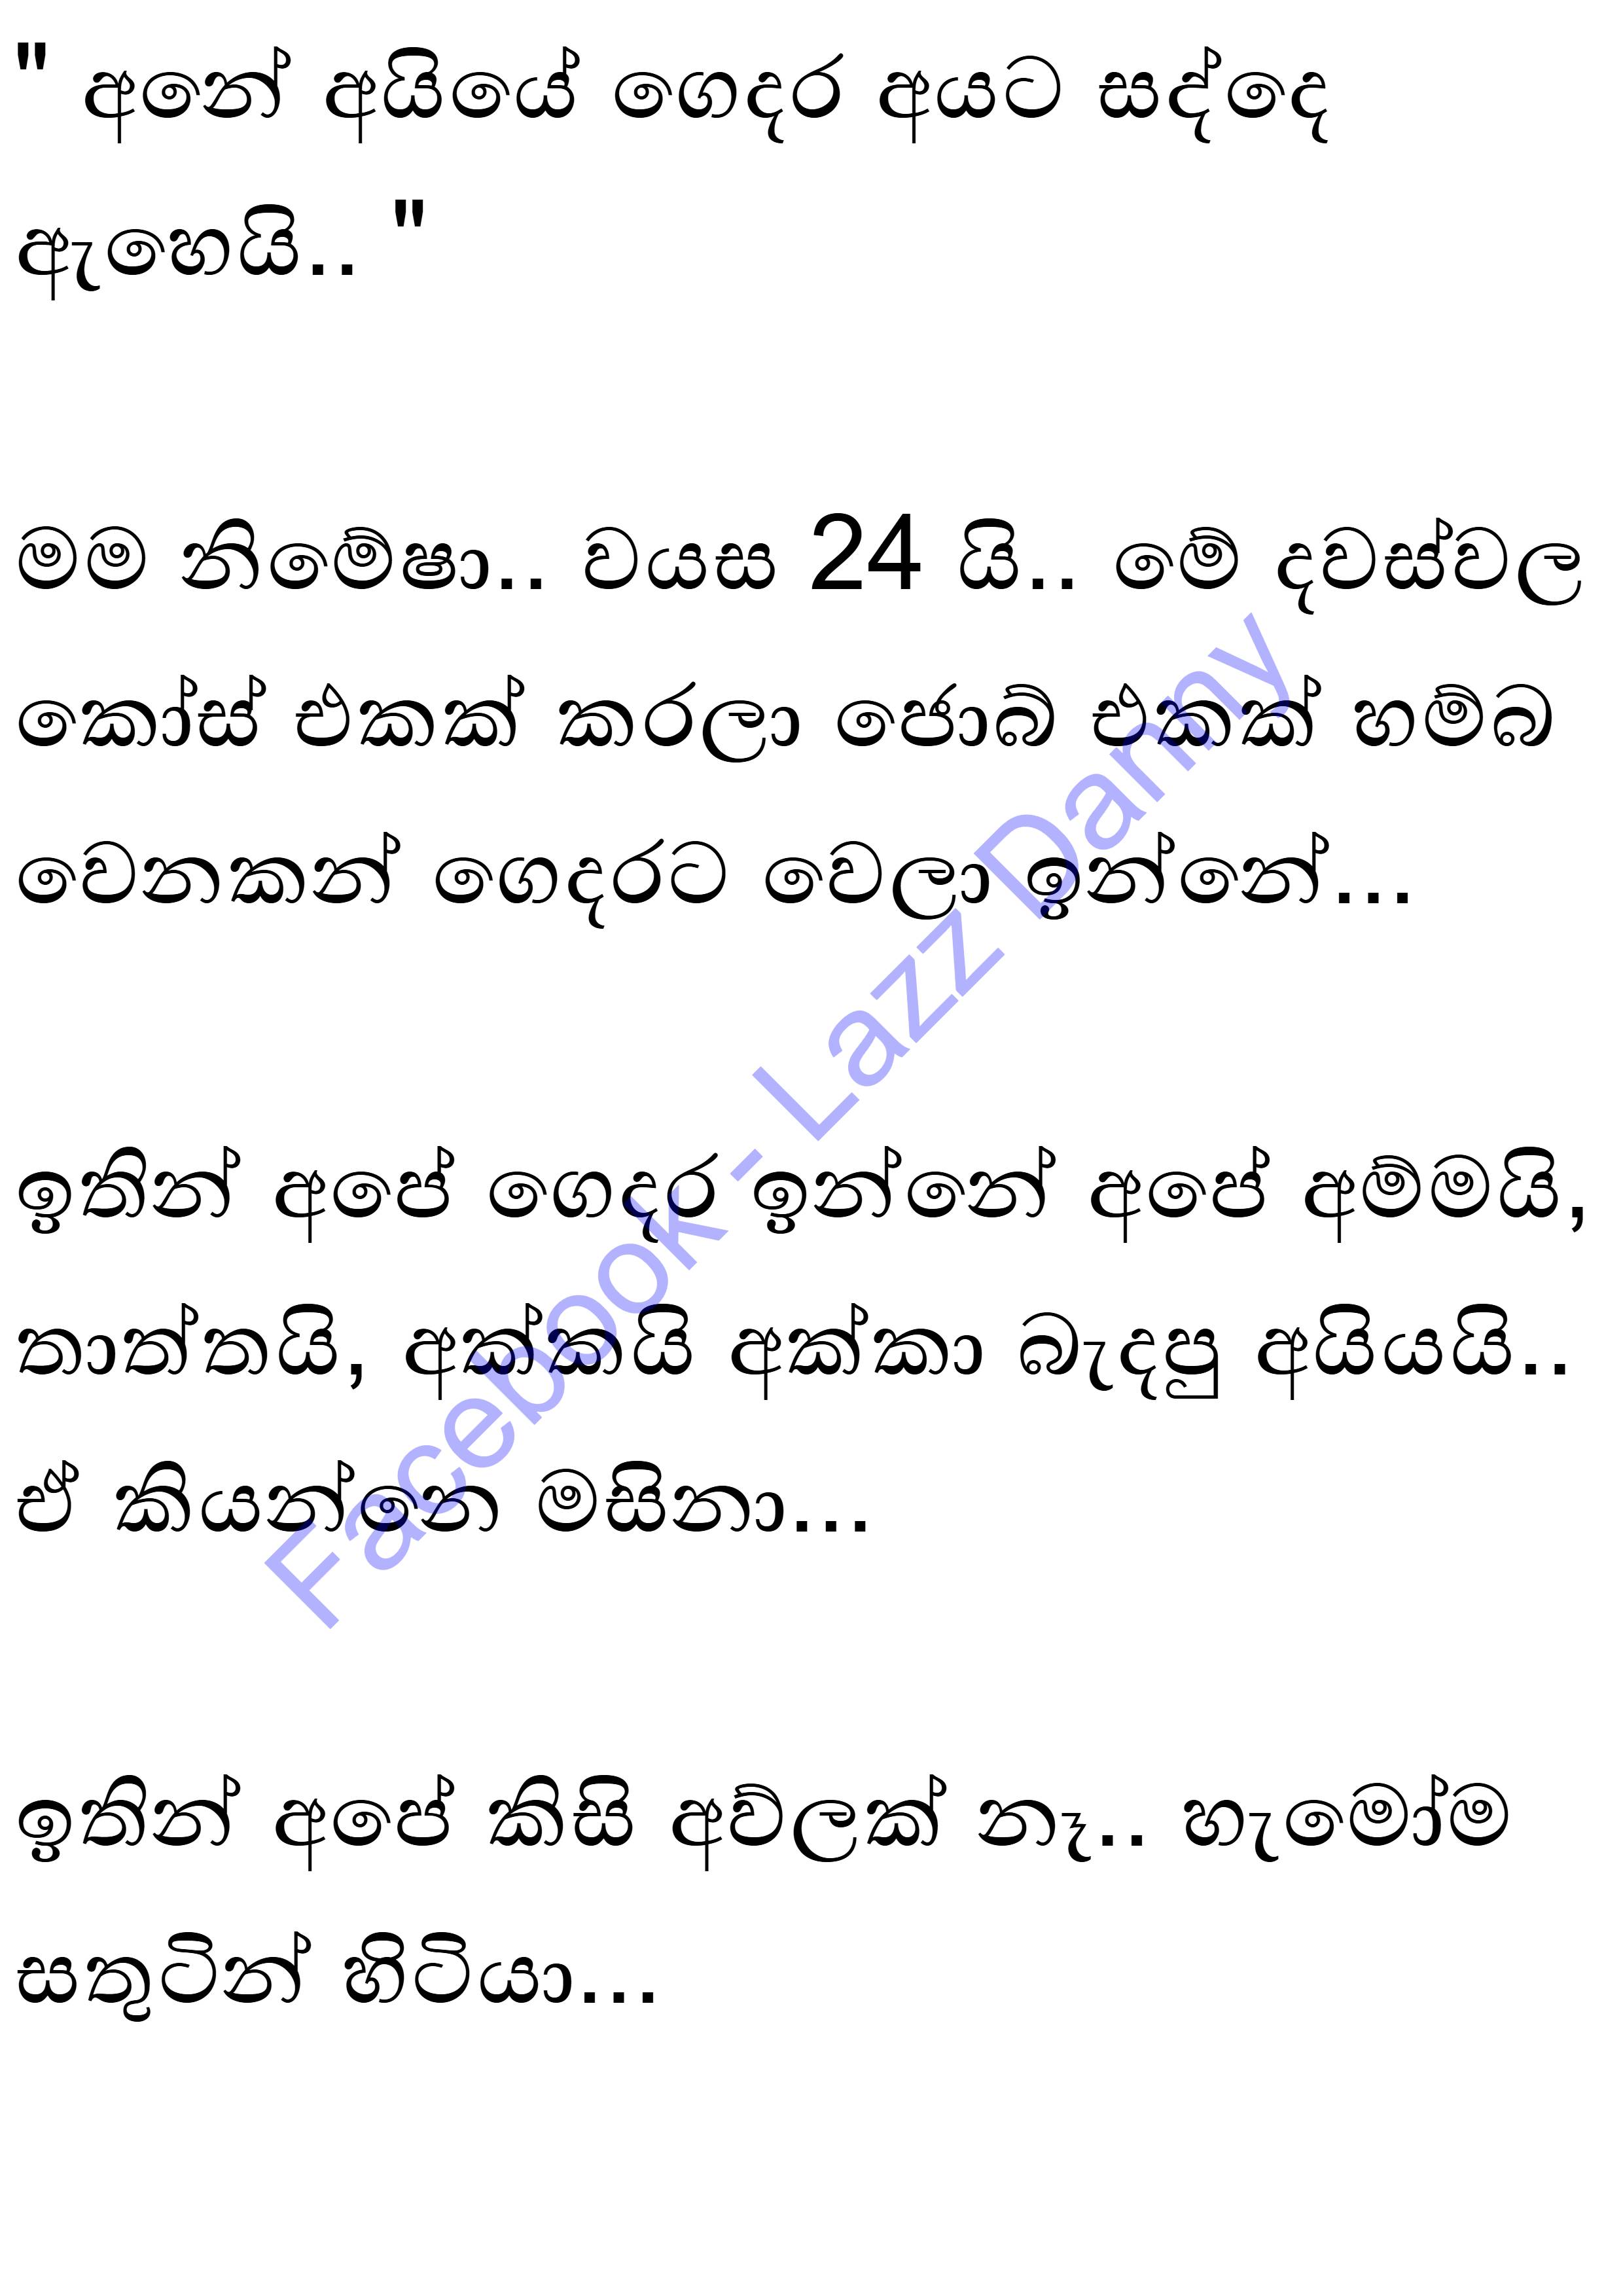 " අනේ අයියේ ගෙදර අයට සද්දෙ
ඇහෙයි.. "
මම නිමේෂා.. වයස 24 යි.. මේ දවස්වල
කෝස් එකක් කරලා ජොබ් එකක් හම්බ
වෙනකන් ගෙදරට වෙලා ඉන්නේ...
ඉතින් අපේ ගෙදර ඉන්නේ අපේ අම්මයි,
තාත්තයි, අක්කයි අක්කා බැදපු අයියයි..
ඒ කියන්නෙ මසිනා...
ඉතින් අපේ කිසි අව්ලක් නෑ.. හැමෝම
සතුටින් හිටියා...
Facebook - Lazz Danny